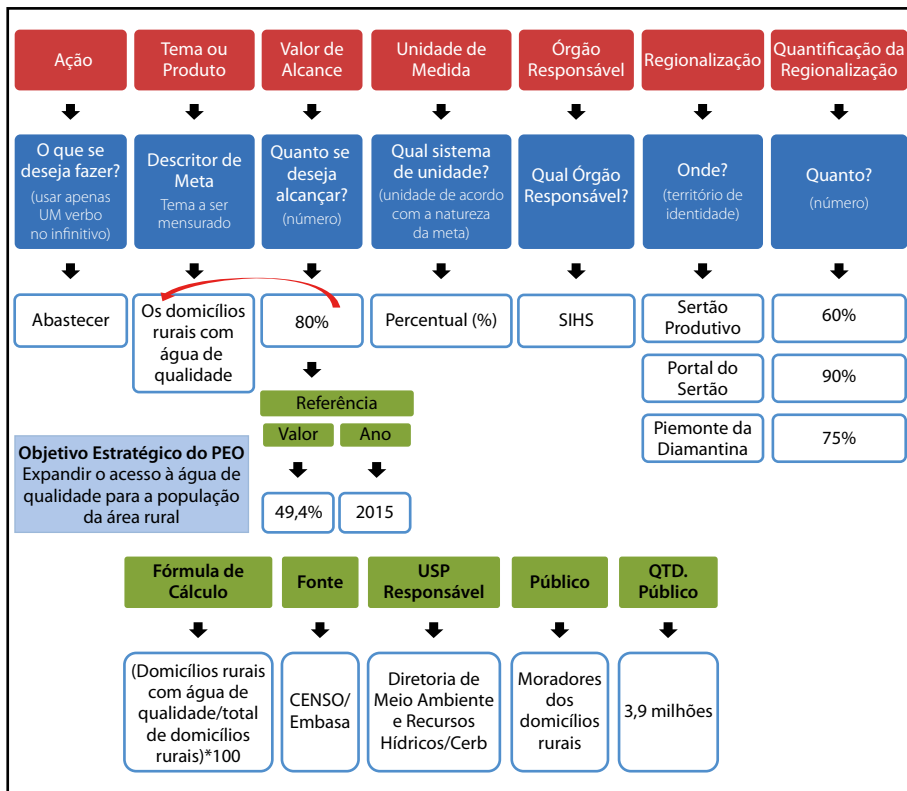 Ação
Tema ou
Produto
Valor de
Alcance
Unidade de
Medida
Órgão
Responsável
Regionalização
Quantificação da
Regionalização
O que se
deseja fazer?
(usar apenas
UM verbo
no infinitivo)
Descritor de
Meta
Tema a ser
mensurado
Quanto se
deseja
alcançar?
(número)
Qual sistema
de unidade?
(unidade de acordo
com a natureza
da meta)
Qual Órgão
Responsável?
Onde?
(território de
identidade)
Quanto?
(número)
Abastecer
Os domicílios
rurais com
água de
qualidade
80%
Percentual (%)
SIHS
Sertão
Produtivo
60%
Portal do
Sertão
90%
Piemonte da
Diamantina
75%
Referência
Valor
Ano
49,4%
2015
Objetivo Estratégico do PEO
Expandir o acesso à água de
qualidade para a população
da área rural
Fórmula de
Cálculo
Fonte
USP
Responsável
Público
QTD.
Público
(Domicílios rurais
com água de
qualidade/total
de domicílios
rurais)*100
CENSO/
Embasa
Diretoria de
Meio Ambiente
e Recursos
Hídricos/Cerb
Moradores
dos
domicílios
rurais
3,9 milhões